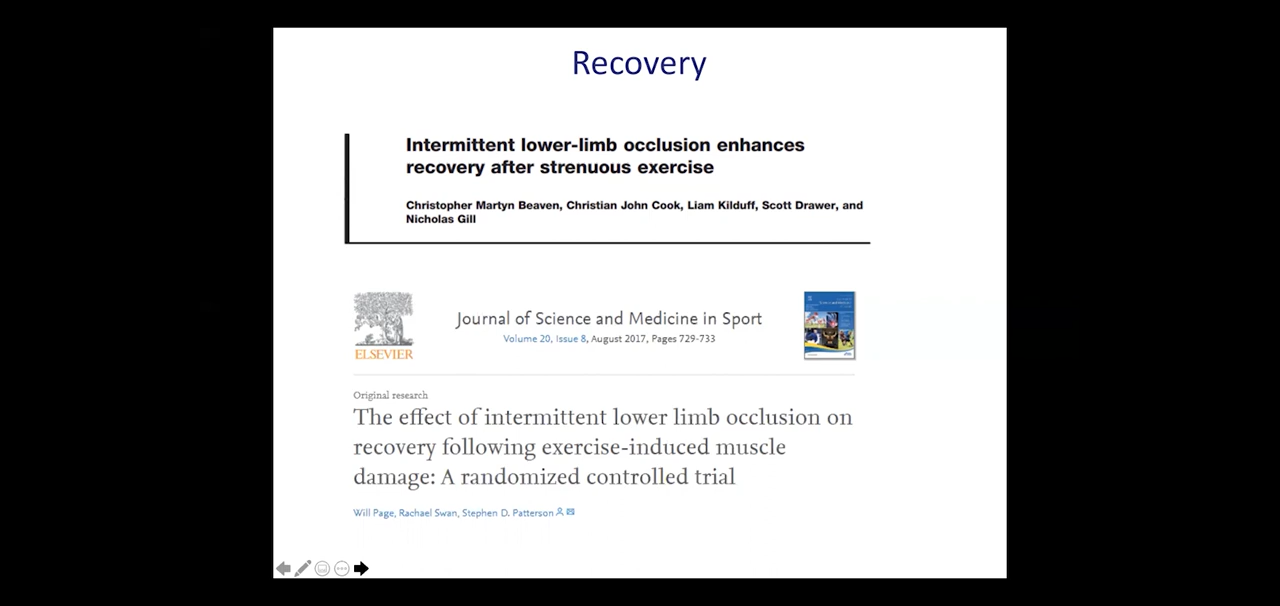 Recovery
Intermittent lower-limb occlusion enhances
recovery after strenuous exercise
Christopher Martyn Beaven, Christian John Cook, Liam Kilduff, Scott Drawer, and
Nicholas Gill
ELSEVIER
Journal of Science and Medicine in Sport
Volume 20, Issue 8, August 2017, Pages 729-733
Original research
The effect of intermittent lower limb occlusion on
recovery following exercise-induced muscle
damage: A randomized controlled trial
Will Page, Rachael Swan, Stephen D. Patterson